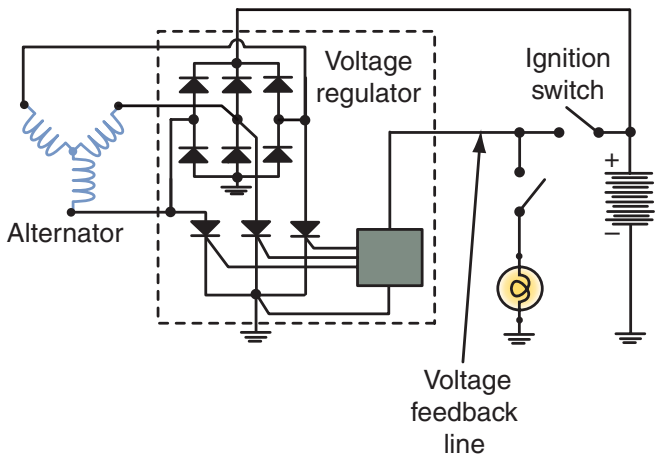 Voltage
regulator
Ignition
switch
+
−
Alternator
Voltage
feedback
line